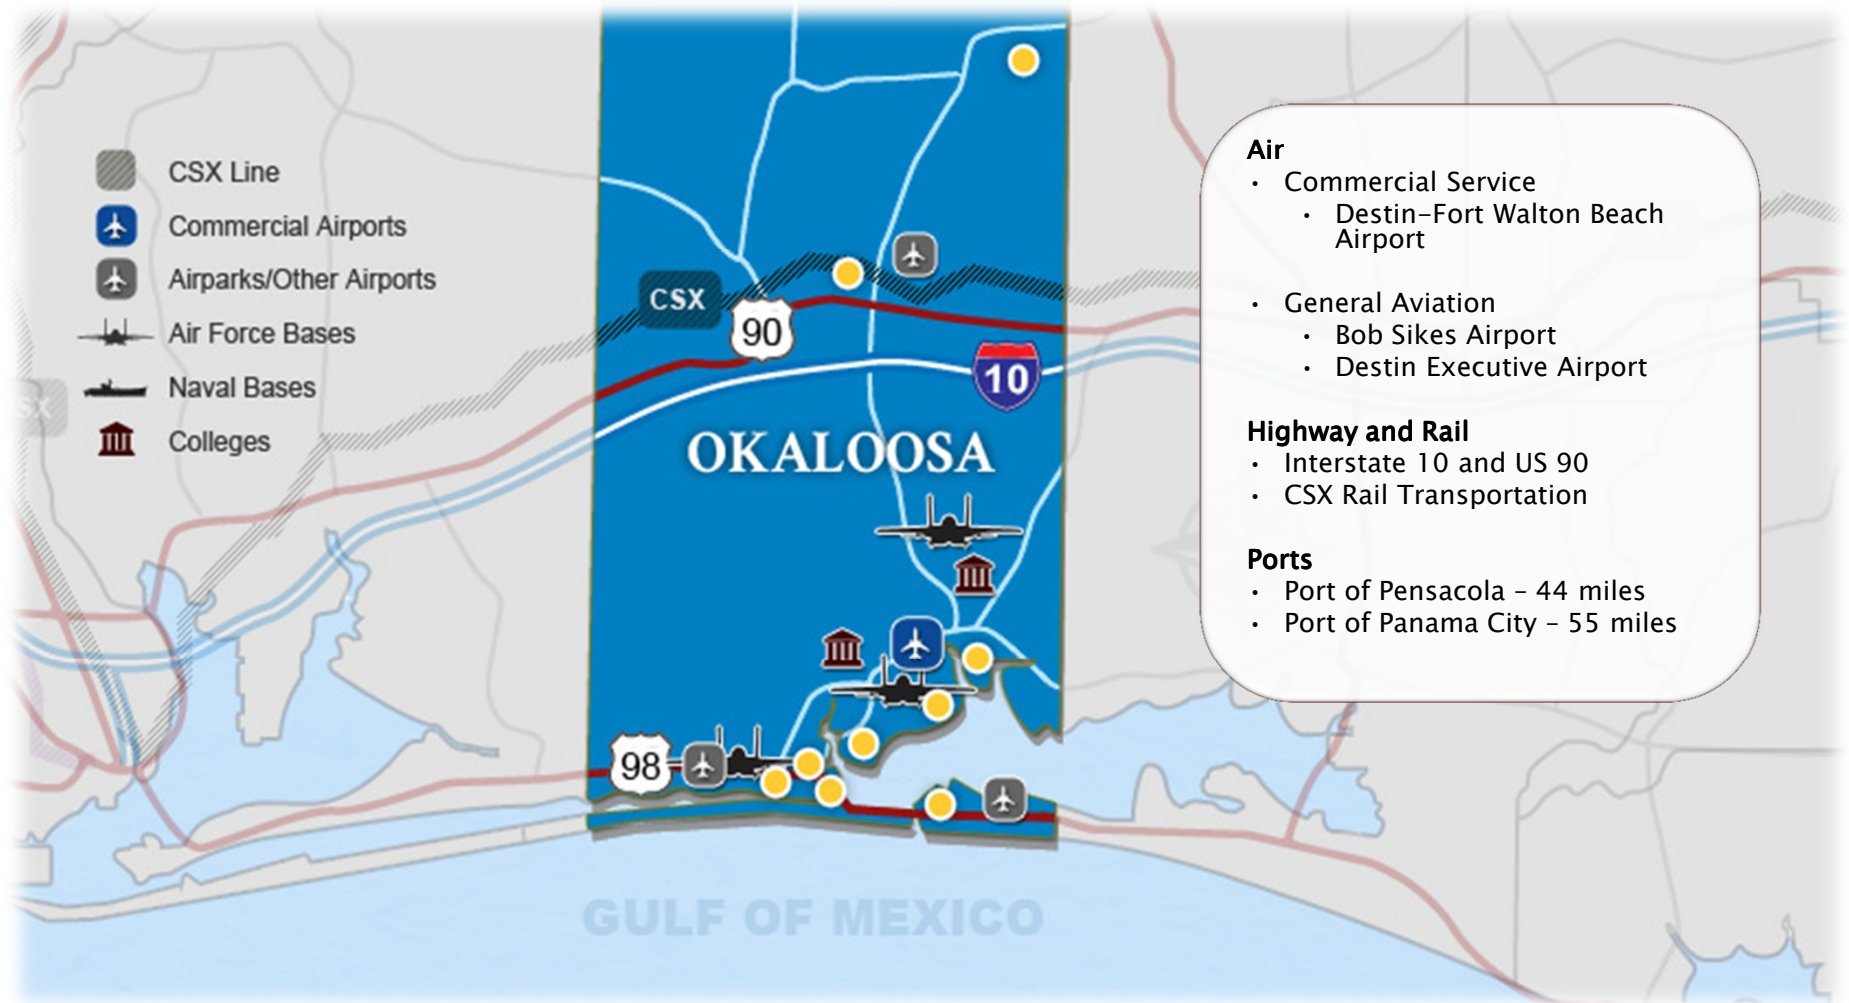 CSX Line
Commercial Airports
Airparks/Other Airports
Air Force Bases
Naval Bases
Colleges
SX
CSX
90
10
OKALOOSA
98
GULF OF MEXICO
Air
• Commercial Service
• Destin-Fort Walton Beach
Airport
• General Aviation
• Bob Sikes Airport
• Destin Executive Airport
Highway and Rail
• Interstate 10 and US 90
• CSX Rail Transportation
Ports
• Port of Pensacola – 44 miles
• Port of Panama City – 55 miles